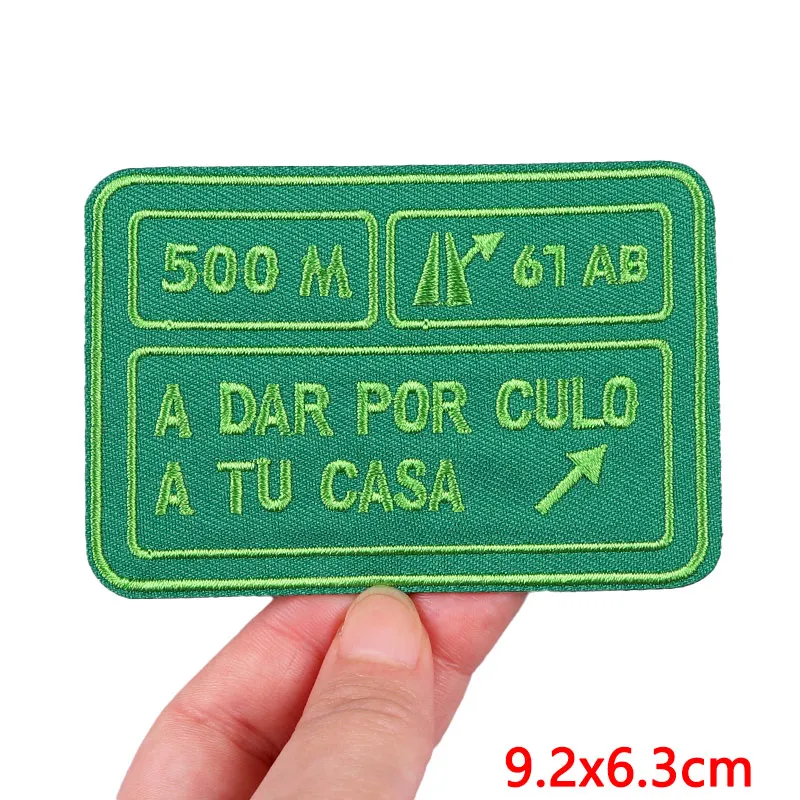 500 M
61 AB
A DAR POR CULO
A TU CASA
9.2x6.3cm